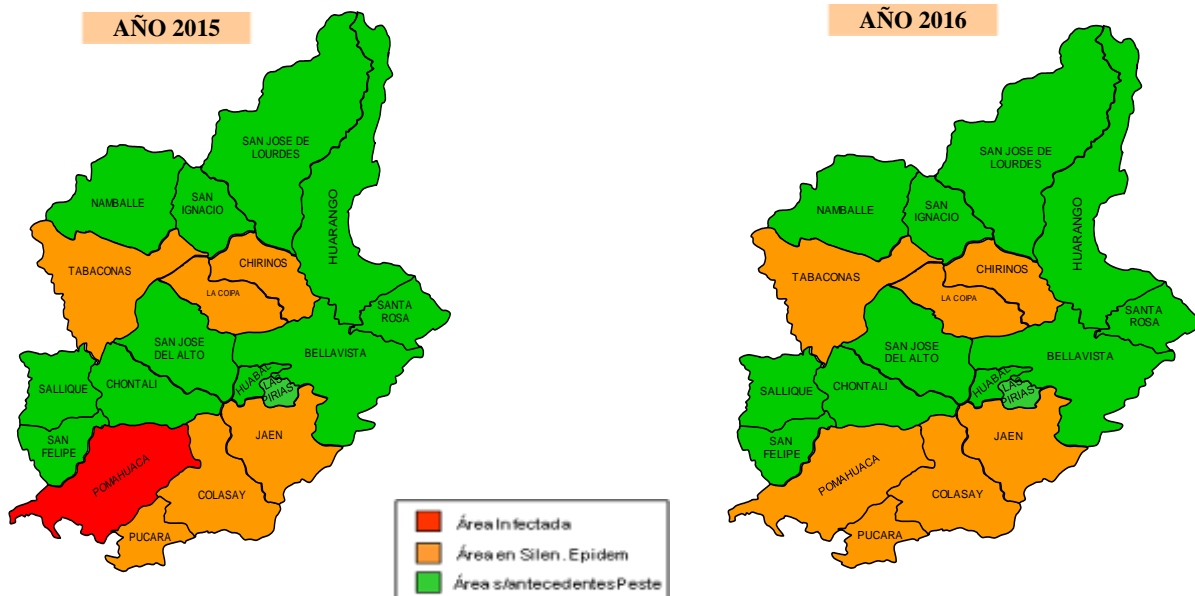 AÑO 2015
SAN JOSE DE
LOURDES
NAMBALLE
SAN
IGNACIO
HUARANGO
TABACONAS
CHIRINOS
LA COIPA
SANTA
ROSA
SAN JOSE
DEL ALTO
BELLAVISTA
SALLIQUE
CHONTALI
HUABAL
LAS
PIRIAS
SAN
FELIPE
JAEN
POMAHUACA
COLASAY
PUCARA
Área Infectada
Área en Silen. Epidem
Área s/antecedentes Peste
AÑO 2016
SAN JOSE DE
LOURDES
NAMBALLE
SAN
IGNACIO
HUARANGO
TABACONAS
CHIRINOS
LA COIPA
SANTA
ROSA
SAN JOSE
DEL ALTO
BELLAVISTA
SALLIQUE
CHONTALI
HUABAL
LAS
PIRIAS
SAN
FELIPE
JAEN
POMAHUACA
COLASAY
PUCARA